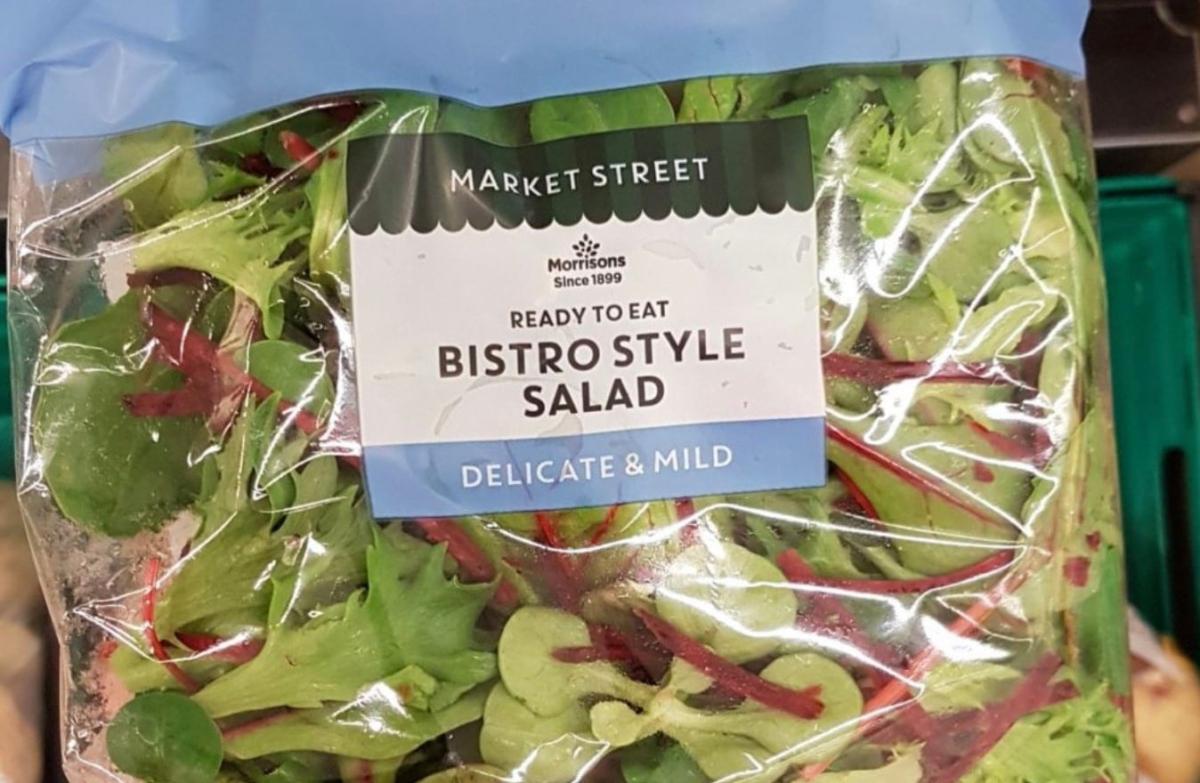 MARKET STREET
Morrisons
Since 1899
READY TO EAT
BISTRO STYLE
SALAD
DELICATE & MILD